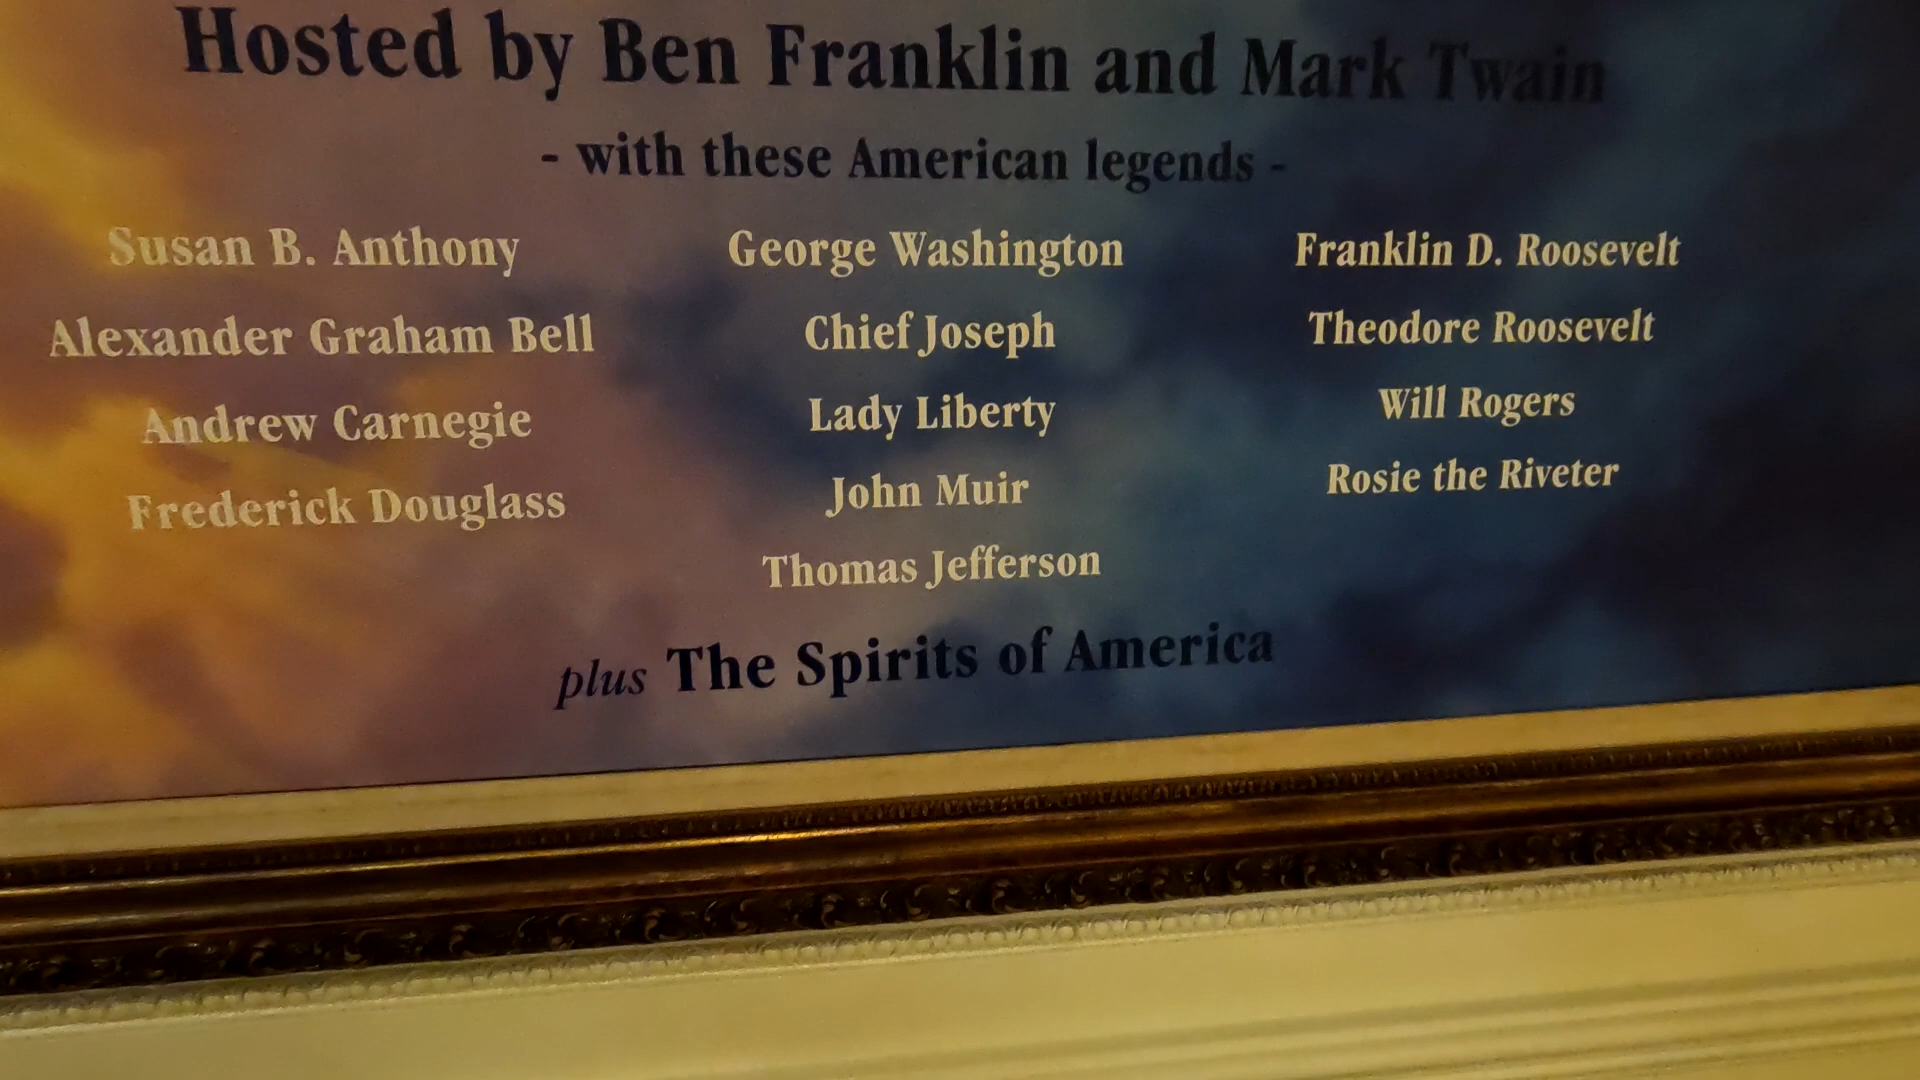 Hosted by Ben Franklin and Mark Twain
- with these American legends -
Susan B. Anthony
Alexander Graham Bell
Andrew Carnegie
Frederick Douglass
George Washington
Chief Joseph
Lady Liberty
John Muir
Thomas Jefferson
Franklin D. Roosevelt
Theodore Roosevelt
Will Rogers
Rosie the Riveter
plus The Spirits of America